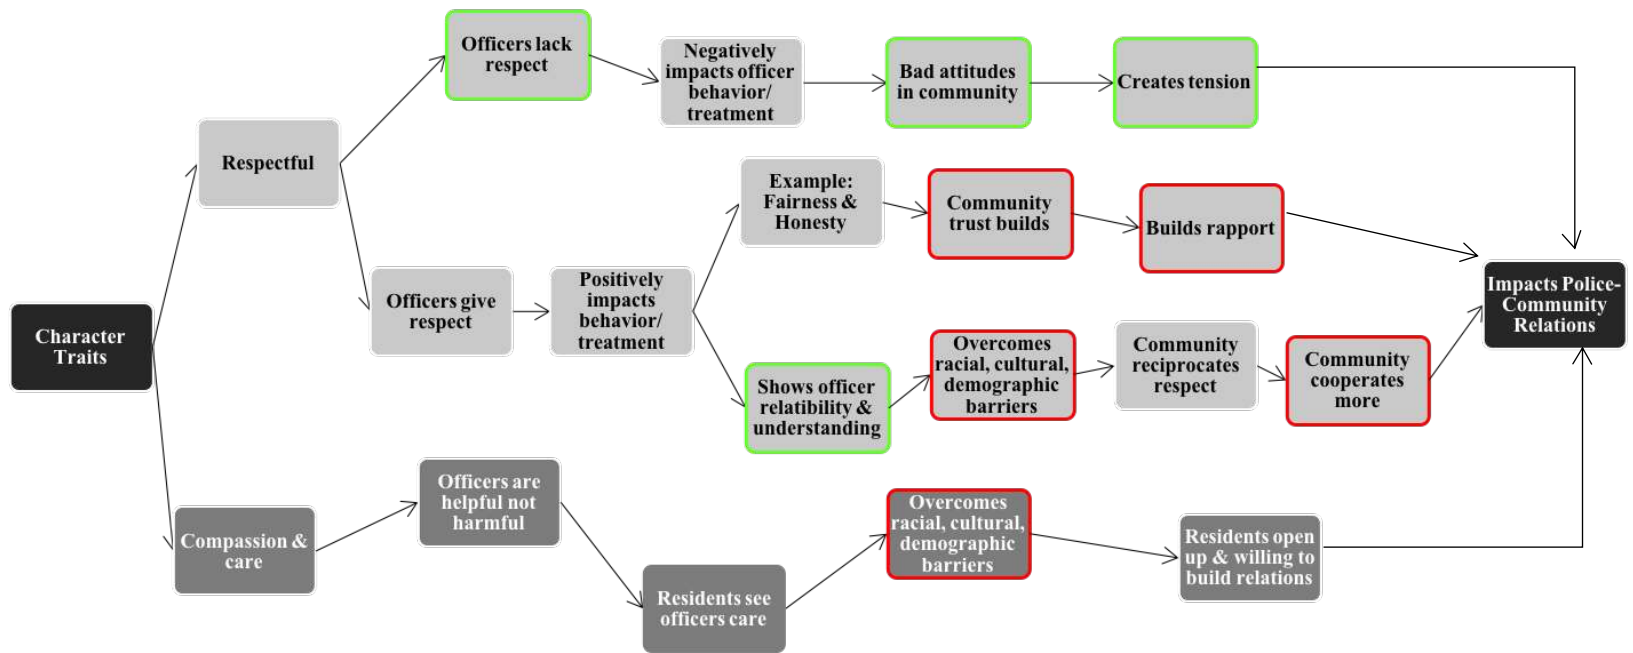 Officers lack
respect
Negatively
impacts officer
behavior/
treatment
Bad attitudes
in community
Creates tension
Respectful
Example:
Fairness &
Honesty
Community
trust builds
Builds rapport
Officers give
respect
Positively
impacts
behavior/
treatment
Impacts Police-
Community
Relations
Character
Traits
Shows officer
relatibility &
understanding
Overcomes
racial, cultural,
demographic
barriers
Community
reciprocates
respect
Community
cooperates
more
Officers are
helpful not
harmful
Compassion &
care
Residents see
officers care
Overcomes
racial, cultural,
demographic
barriers
Residents open
up & willing to
build relations